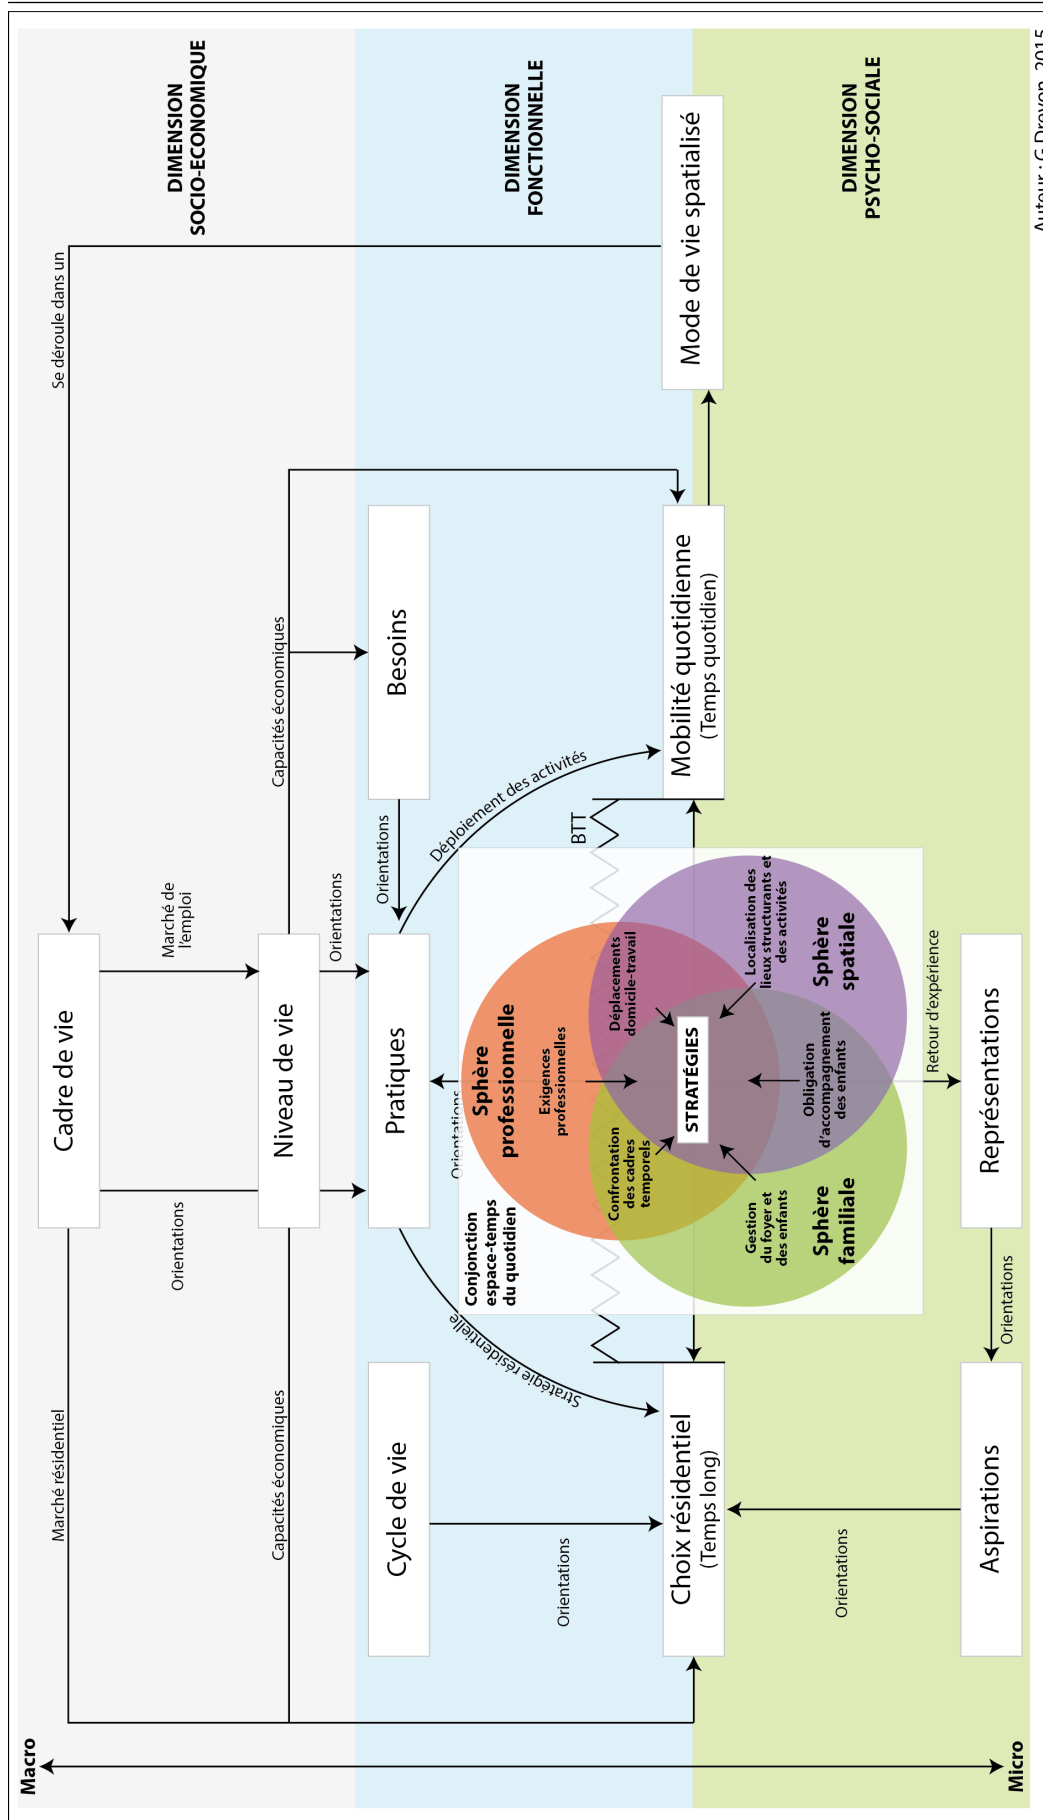 Macro
Micro
DIMENSION
SOCIO-ECONOMIQUE
DIMENSION
FONCTIONNELLE
DIMENSION
PSYCHO-SOCIALE
Se déroule dans un
Marché résidentiel
Cadre de vie
Marché de
l'emploi
Orientations
Capacités économiques
Niveau de vie
Capacités économiques
Orientations
Cycle de vie
Pratiques
Orientations
Besoins
Stratégie résidentielle
Déploiement des activités
Orientations
Orientations
BTT
Conjonction
espace-temps
du quotidien
Sphère
professionnelle
Exigences
professionnelles
Confrontation
des cadres
temporels
Déplacements
domicile-travail
STRATÉGIES
Gestion
du foyer et
des enfants
Localisation des
lieux structurants et
des activités
Obligation
d'accompagnement
des enfants
Sphère
familiale
Sphère
spatiale
Choix résidentiel
(Temps long)
Mobilité quotidienne
(Temps quotidien)
Mode de vie spatialisé
Orientations
Retour d'expérience
Aspirations
Orientations
Représentations
Auteur : G Drevon, 2015